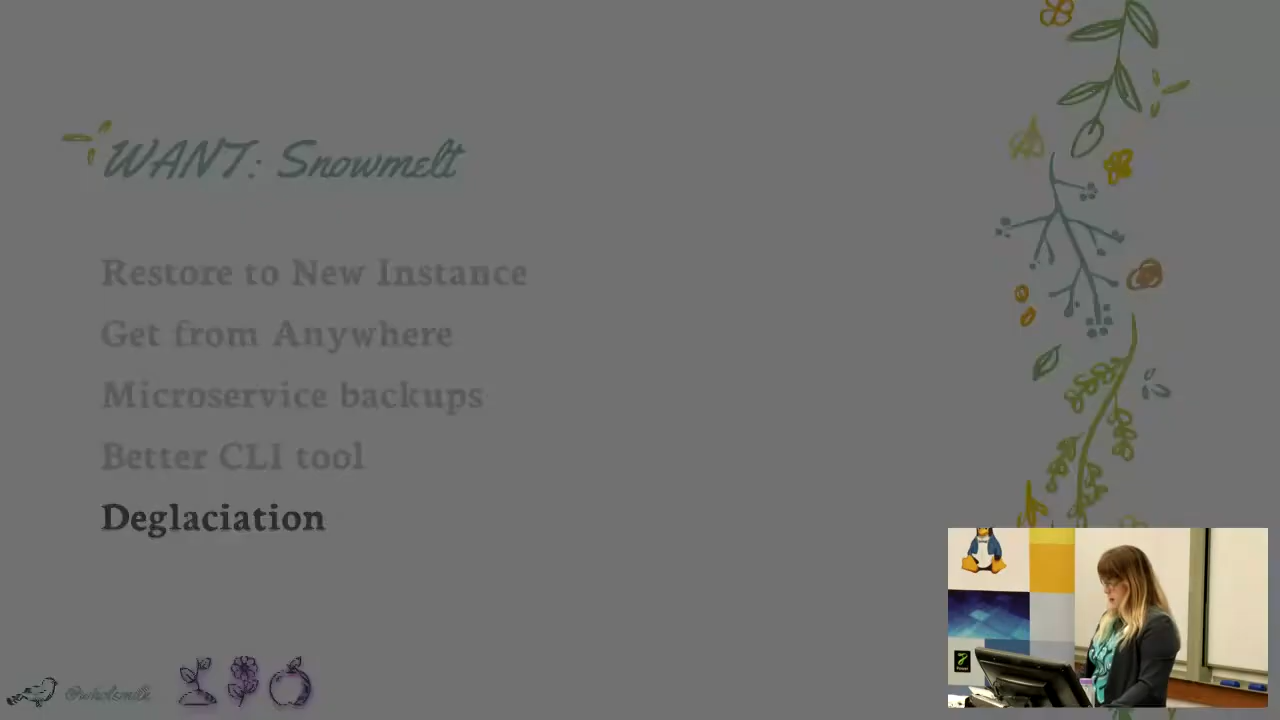 WANT: Snowmelt
Restore to New Instance
Get from Anywhere
Microservice backups
Better CLI tool
Deglaciation